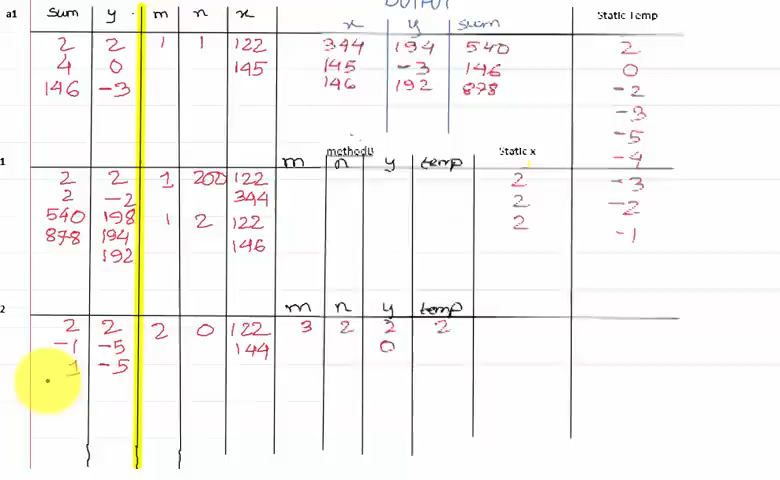 OUTPUT
a1 sum y m n x x y sum Static Temp
2 2 1 1 122 344 194 540 2
4 0 145 145 -3 146 0
146 -3 146 192 878 -2
-3
-5
1 m method() n y temp Static x -4
2 2 1 200 122 2 -3
2 -2 344 2 -2
540 198 1 2 122 2 -1
878 194 146
192
2 m n y temp
2 2 2 0 122 3 2 2 2
-1 -5 144 0
1 -5